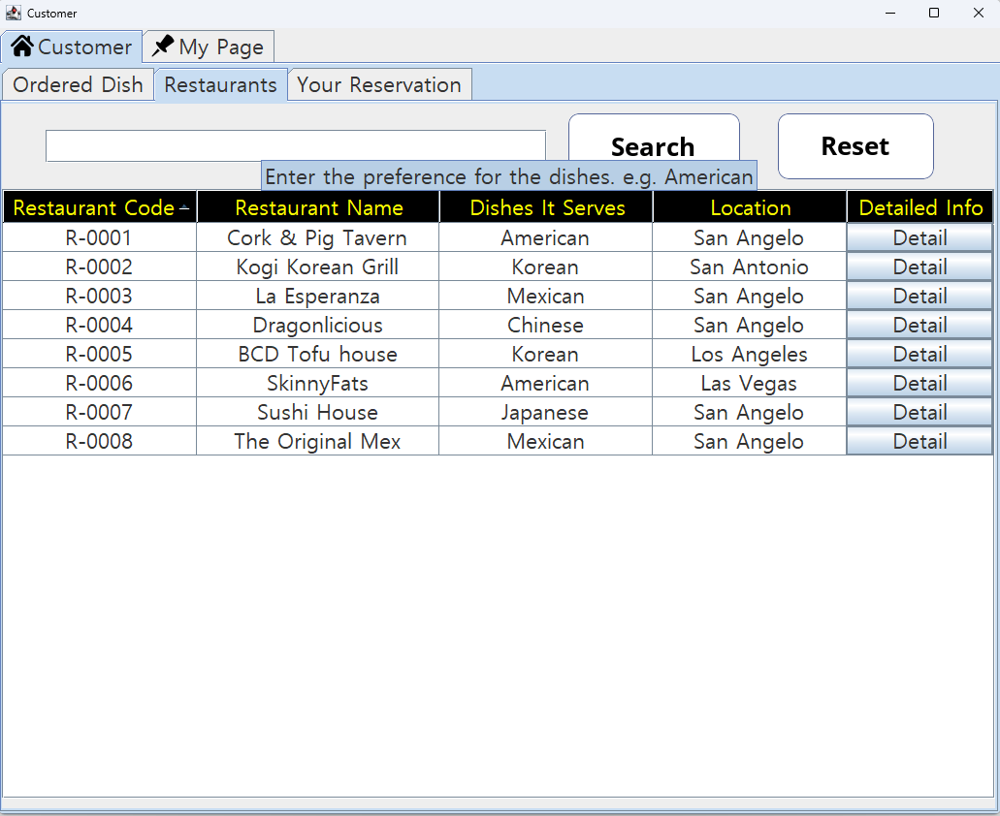 Customer
Customer My Page
Ordered Dish Restaurants Your Reservation
Search Reset
Enter the preference for the dishes. e.g. American
Restaurant Code Restaurant Name Dishes It Serves Location Detailed Info
R-0001 Cork & Pig Tavern American San Angelo Detail
R-0002 Kogi Korean Grill Korean San Antonio Detail
R-0003 La Esperanza Mexican San Angelo Detail
R-0004 Dragonlicious Chinese San Angelo Detail
R-0005 BCD Tofu house Korean Los Angeles Detail
R-0006 SkinnyFats American Las Vegas Detail
R-0007 Sushi House Japanese San Angelo Detail
R-0008 The Original Mex Mexican San Angelo Detail